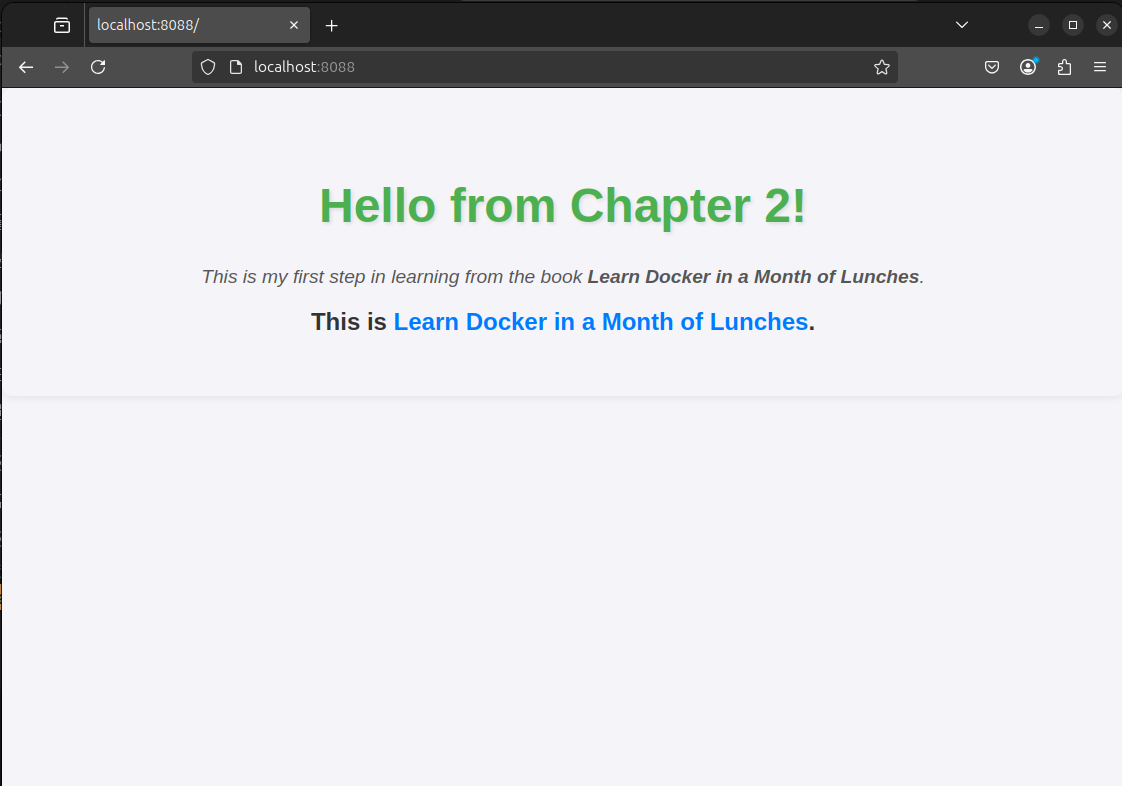 localhost:8088/
localhost:8088
Hello from Chapter 2!
This is my first step in learning from the book Learn Docker in a Month of Lunches.
This is Learn Docker in a Month of Lunches.